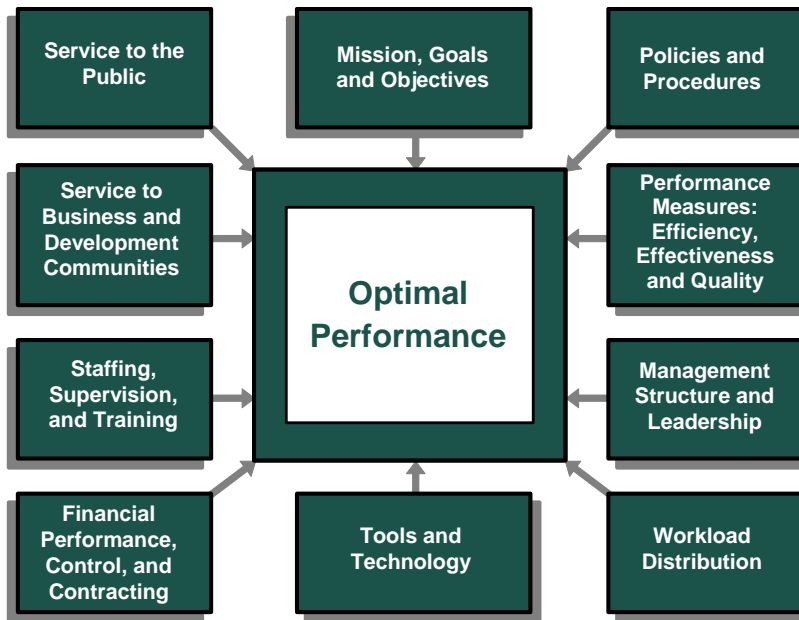 Service to the
Public
Mission, Goals
and Objectives
Policies and
Procedures
Service to
Business and
Development
Communities
Optimal
Performance
Performance
Measures:
Efficiency,
Effectiveness
and Quality
Staffing,
Supervision,
and Training
Management
Structure and
Leadership
Financial
Performance,
Control, and
Contracting
Tools and
Technology
Workload
Distribution